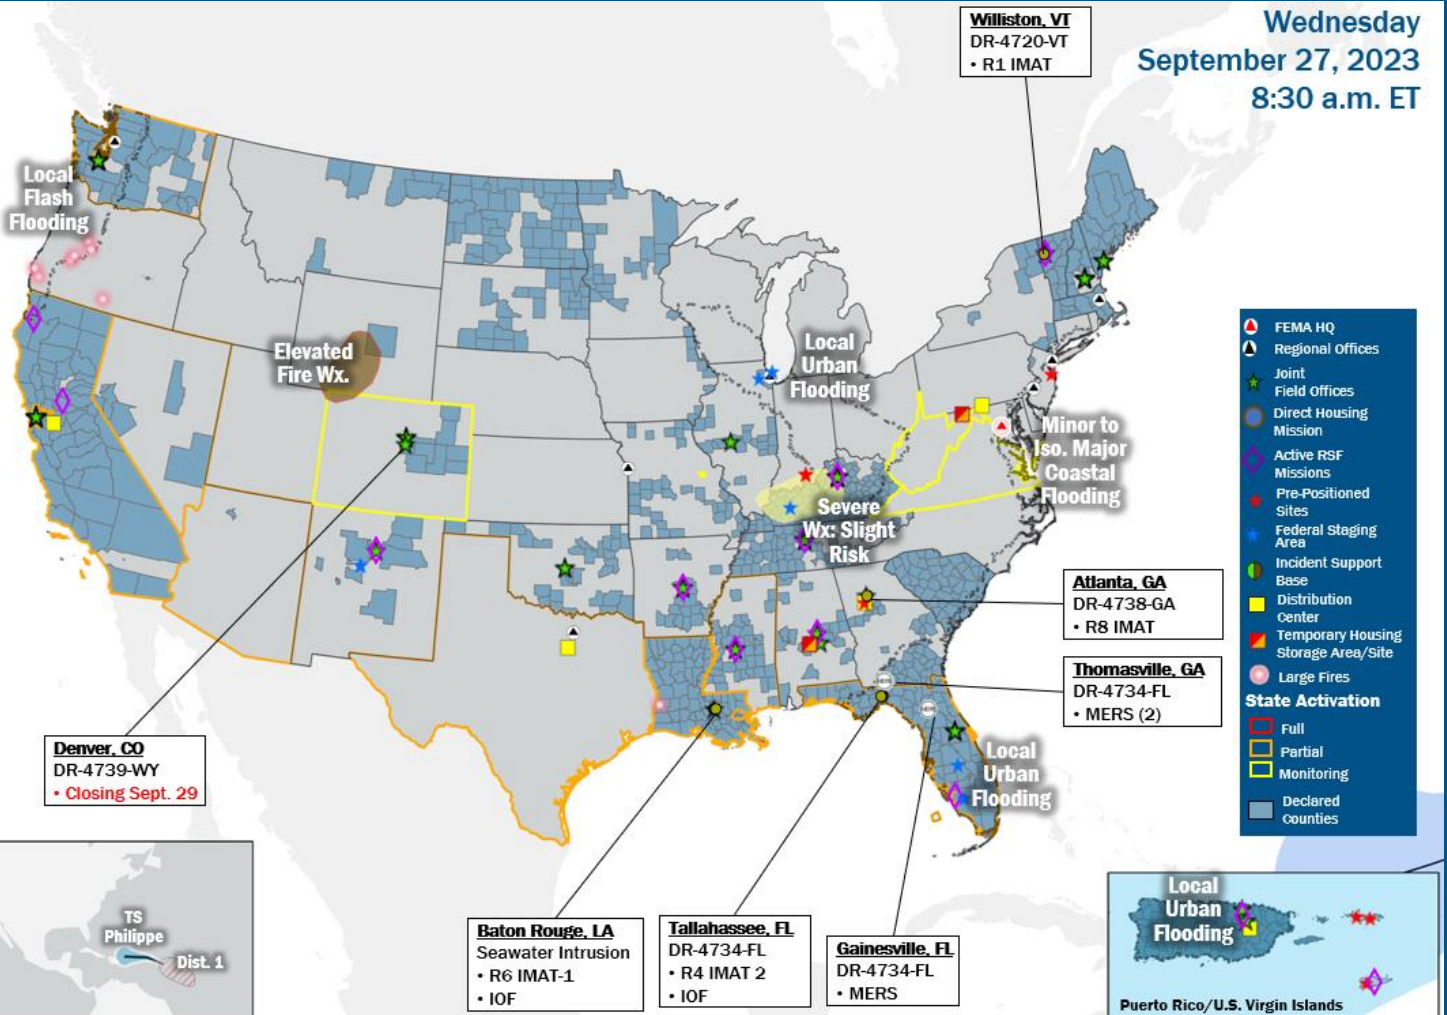 Wednesday
September 27, 2023
8:30 a.m. ET
Williston, VT
DR-4720-VT
• R1 IMAT
Local
Flash
Flooding
Elevated
Fire Wx.
Local
Urban
Flooding
Minor to
Iso. Major
Coastal
Flooding
Severe
Wx: Slight
Risk
Atlanta, GA
DR-4738-GA
• R8 IMAT
Thomasville, GA
DR-4734-FL
• MERS (2)
Local
Urban
Flooding
Denver, CO
DR-4739-WY
• Closing Sept. 29
Baton Rouge, LA
Seawater Intrusion
• R6 IMAT-1
• IOF
Tallahassee, FL
DR-4734-FL
• R4 IMAT 2
• IOF
Gainesville, FL
DR-4734-FL
• MERS
TS
Philippe
Dist. 1
FEMA HQ
Regional Offices
Joint
Field Offices
Direct Housing
Mission
Active RSF
Missions
Pre-Positioned
Sites
Federal Staging
Area
Incident Support
Base
Distribution
Center
Temporary Housing
Storage Area/Site
Large Fires
State Activation
Full
Partial
Monitoring
Declared
Counties
Local
Urban
Flooding
Puerto Rico/U.S. Virgin Islands